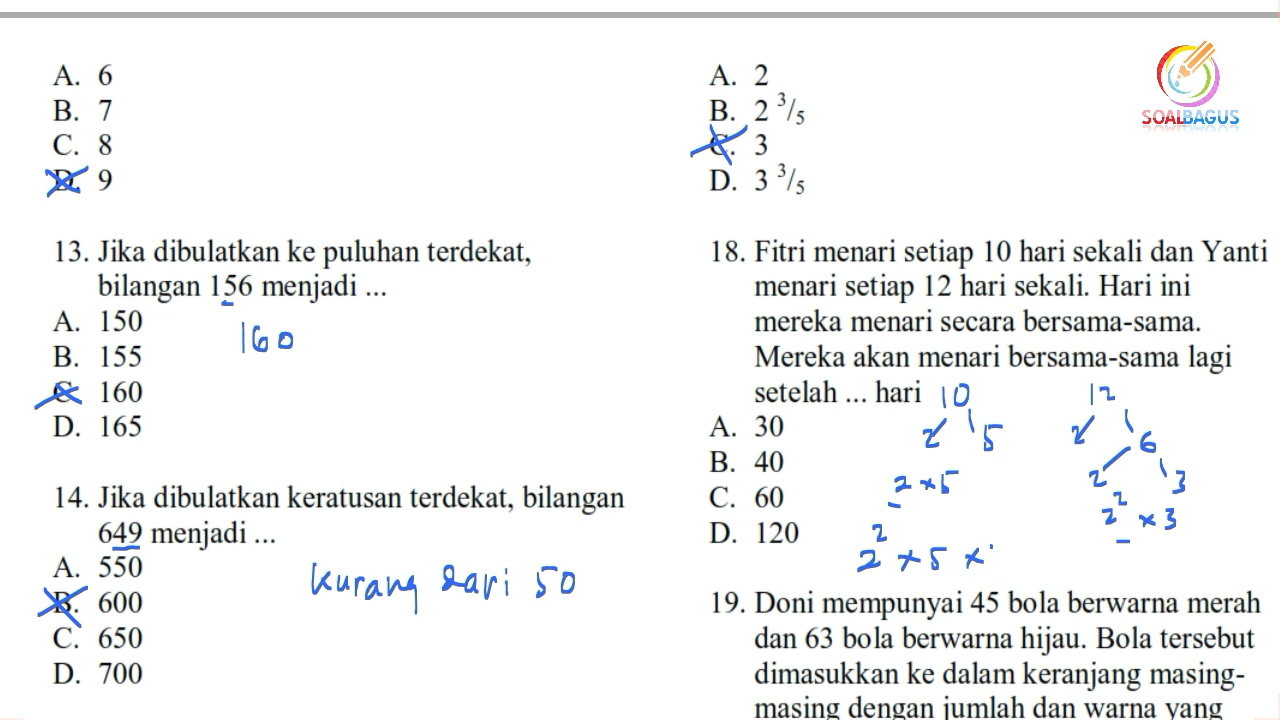 A. 6
B. 7
C. 8
D. 9
13. Jika dibulatkan ke puluhan terdekat,
bilangan 156 menjadi ...
A. 150
160
B. 155
C 160
D. 165
14. Jika dibulatkan keratusan terdekat, bilangan
649 menjadi ...
A. 550
kurang dari 50
B. 600
C. 650
D. 700
A. 2
B. 2 3/5
C. 3
D. 3 3/5
SOALBAGUS
18. Fitri menari setiap 10 hari sekali dan Yanti
menari setiap 12 hari sekali. Hari ini
mereka menari secara bersama-sama.
Mereka akan menari bersama-sama lagi
setelah ... hari
A. 30
B. 40
C. 60
D. 120
10
2 5
2 × 5
12
2 6
2 3
2² × 3
2² × 5 ×
19. Doni mempunyai 45 bola berwarna merah
dan 63 bola berwarna hijau. Bola tersebut
dimasukkan ke dalam keranjang masing-
masing dengan jumlah dan warna yang